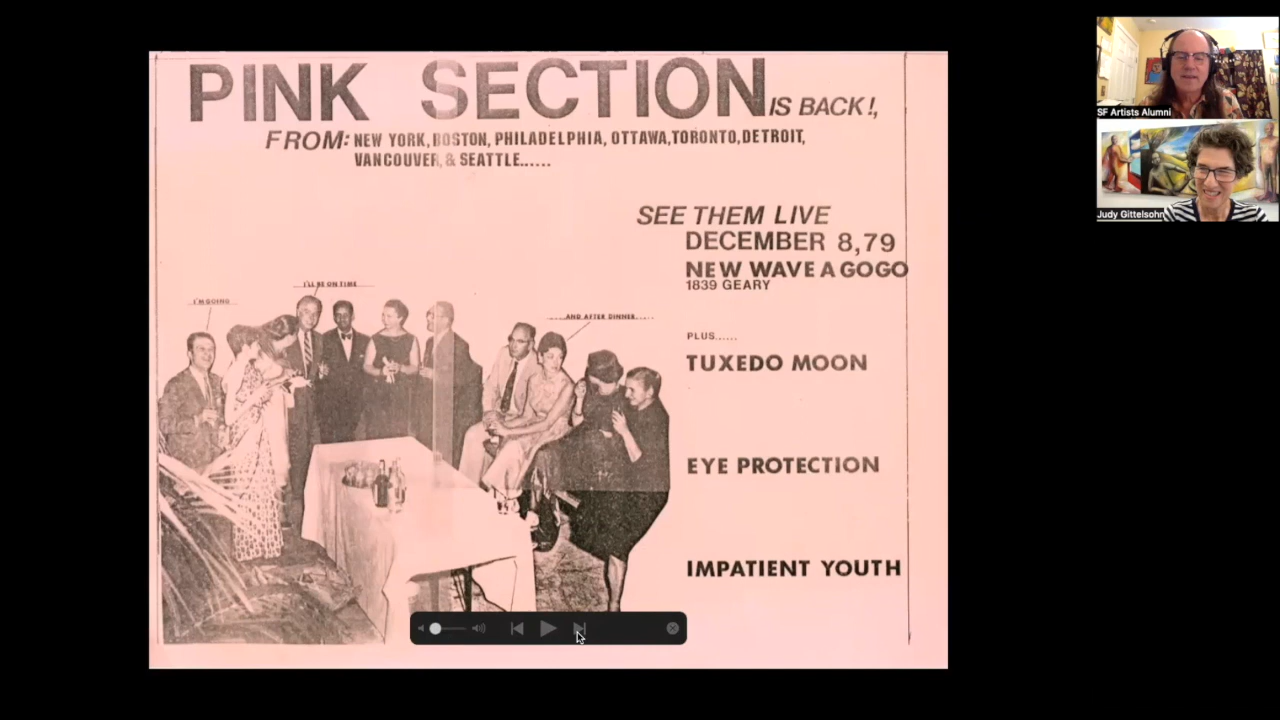 PINK SECTION IS BACK!,
FROM: NEW YORK, BOSTON, PHILADELPHIA, OTTAWA,TORONTO,DETROIT,
VANCOUVER, & SEATTLE......
SEE THEM LIVE
DECEMBER 8,79
NEW WAVE A GOGO
1839 GEARY
I'M GOING
I'LL BE ON TIME
...AND AFTER DINNER.....
PLUS......
TUXEDO MOON
EYE PROTECTION
IMPATIENT YOUTH
SF Artists Alumni
Judy Gittelsohn